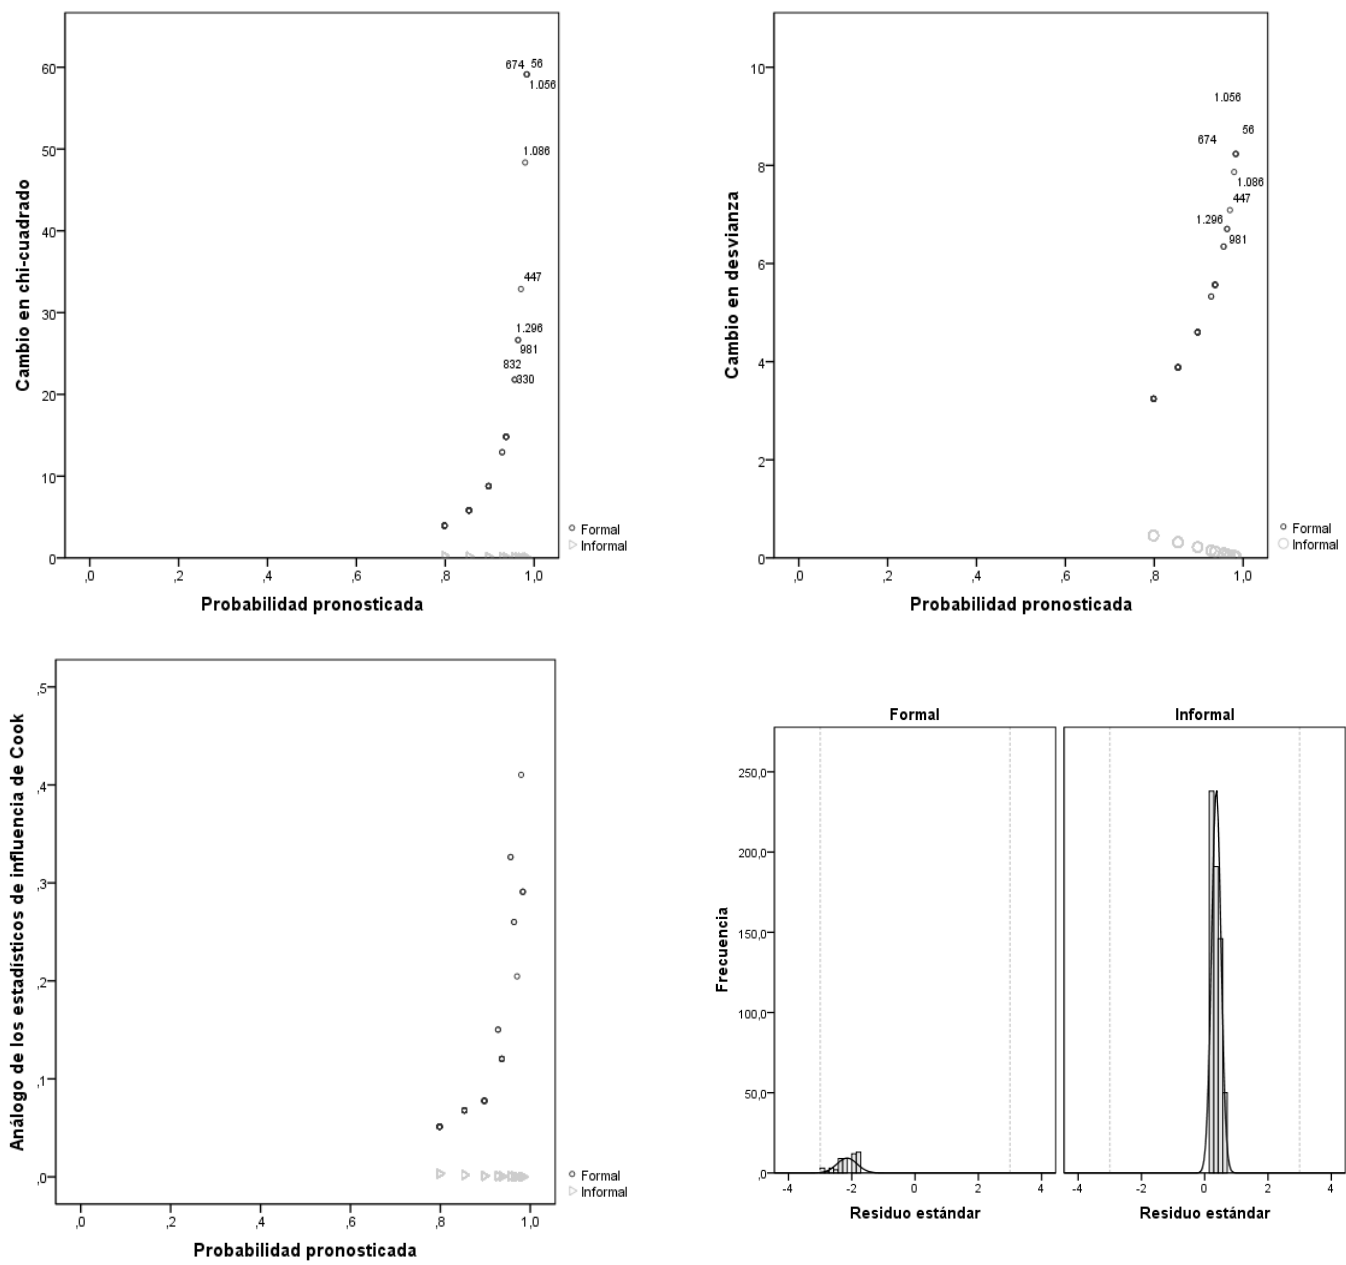 Cambio en chi-cuadrado
60
50
40
30
20
10
0
674 56
1.056
1.086
447
1.296
981
832
330
,0 ,2 ,4 ,6 ,8 1,0
Probabilidad pronosticada
Formal
Informal
Cambio en desvianza
10
8
6
4
2
0
1.056
56
674
1.086
447
1.296
981
,0 ,2 ,4 ,6 ,8 1,0
Probabilidad pronosticada
Formal
Informal
Análogo de los estadísticos de influencia de Cook
,5
,4
,3
,2
,1
,0
,0 ,2 ,4 ,6 ,8 1,0
Probabilidad pronosticada
Formal
Informal
Formal Informal
Frecuencia
250,0
200,0
150,0
100,0
50,0
,0
-4 -2 0 2 4 -4 -2 0 2 4
Residuo estándar Residuo estándar